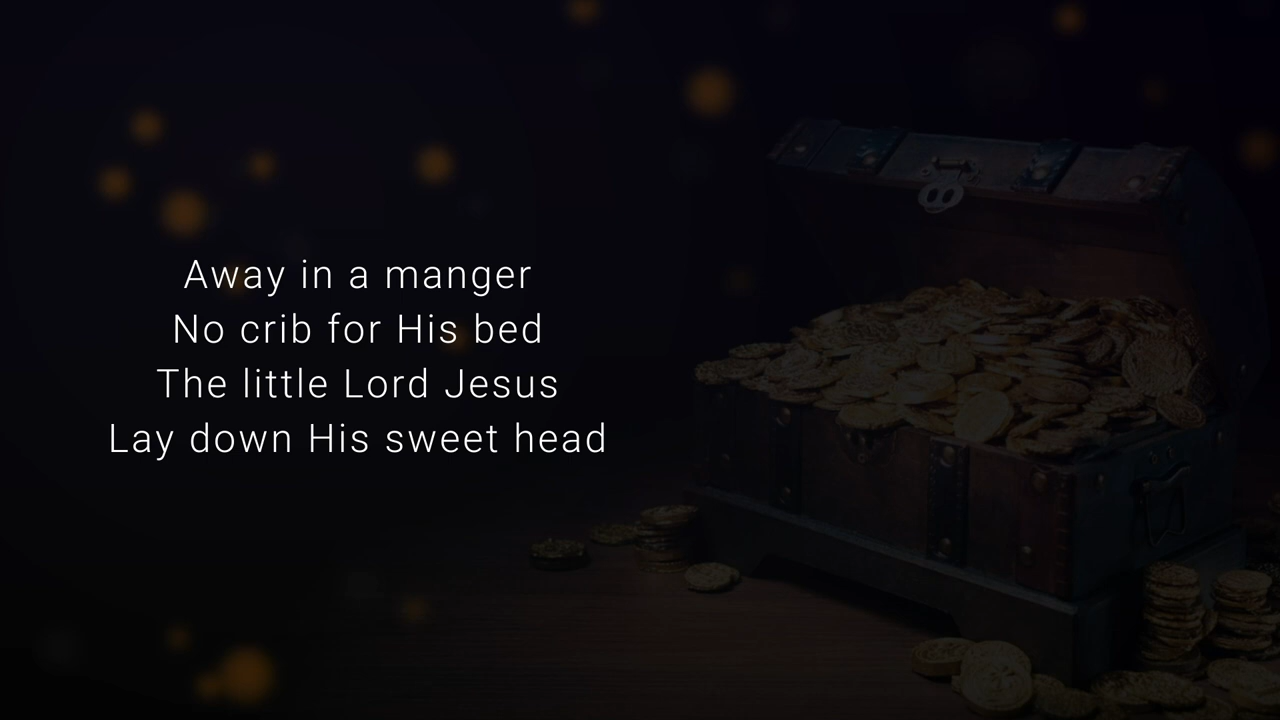 Away in a manger
No crib for His bed
The little Lord Jesus
Lay down His sweet head